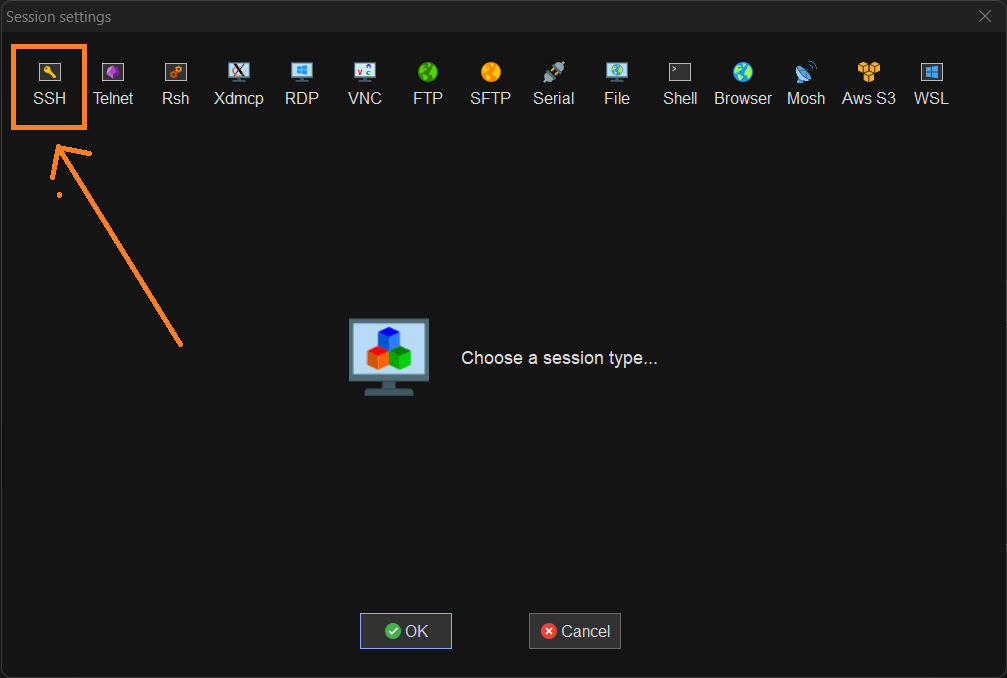 Session settings
SSH Telnet Rsh Xdmcp RDP VNC FTP SFTP Serial File Shell Browser Mosh Aws S3 WSL
Choose a session type...
OK Cancel